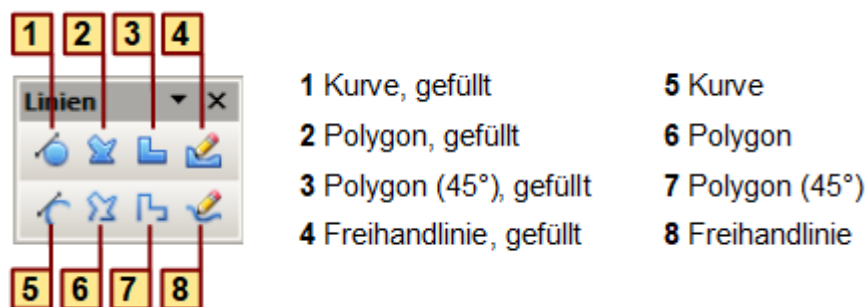 1 2 3 4
Linien
5 6 7 8
1 Kurve, gefüllt
2 Polygon, gefüllt
3 Polygon (45°), gefüllt
4 Freihandlinie, gefüllt
5 Kurve
6 Polygon
7 Polygon (45°)
8 Freihandlinie